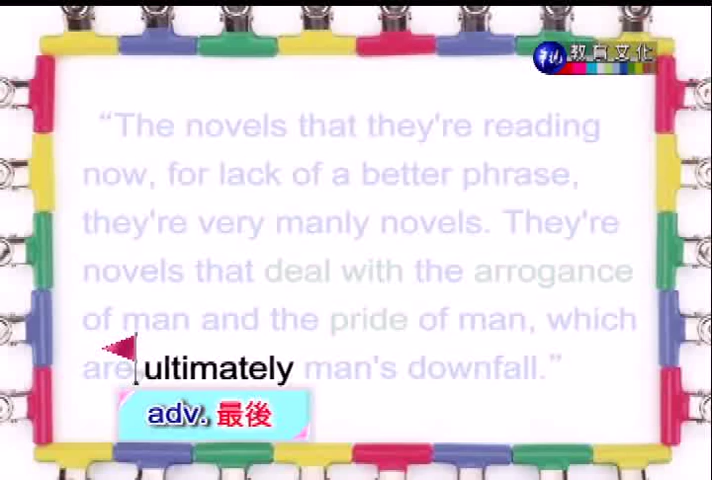 華視 教育文化
“The novels that they're reading
now, for lack of a better phrase,
they're very manly novels. They're
novels that deal with the arrogance
of man and the pride of man, which
are ultimately man's downfall.”
adv. 最後